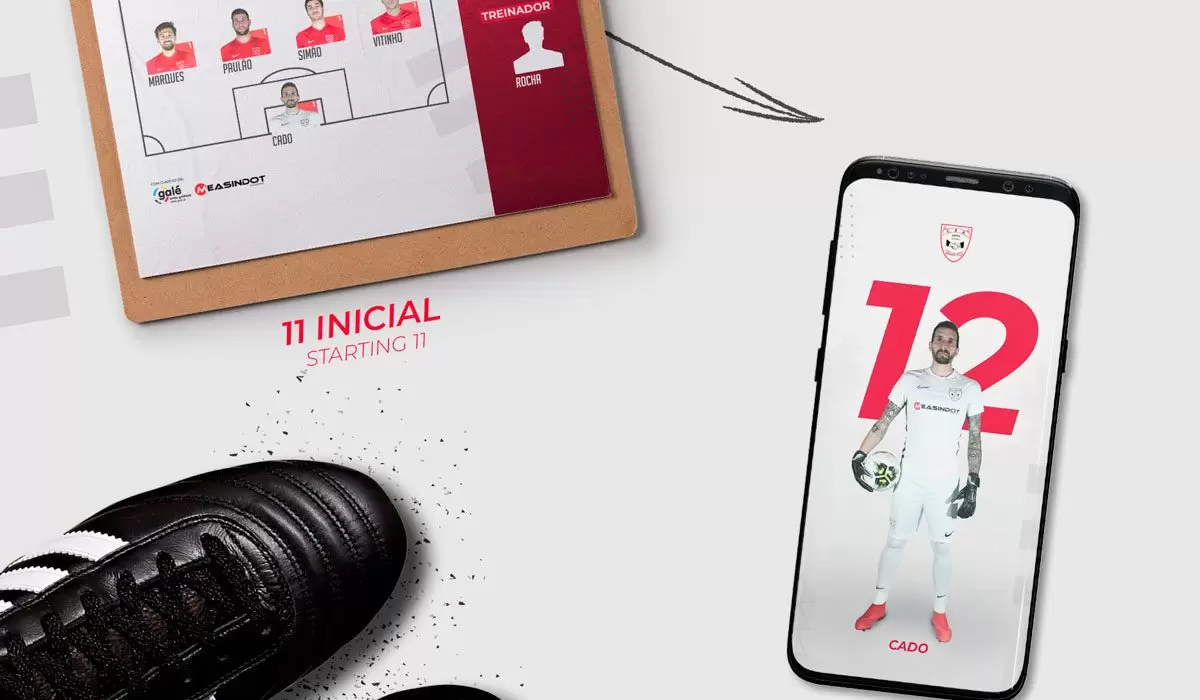 TREINADOR
ROCHA
MARQUES
PAULÃO
SIMÃO
VITINHO
CADO
COM O APOIO DE:
galé
MEASINDOT
11 INICIAL
STARTING 11
12
MEASINDOT
CADO